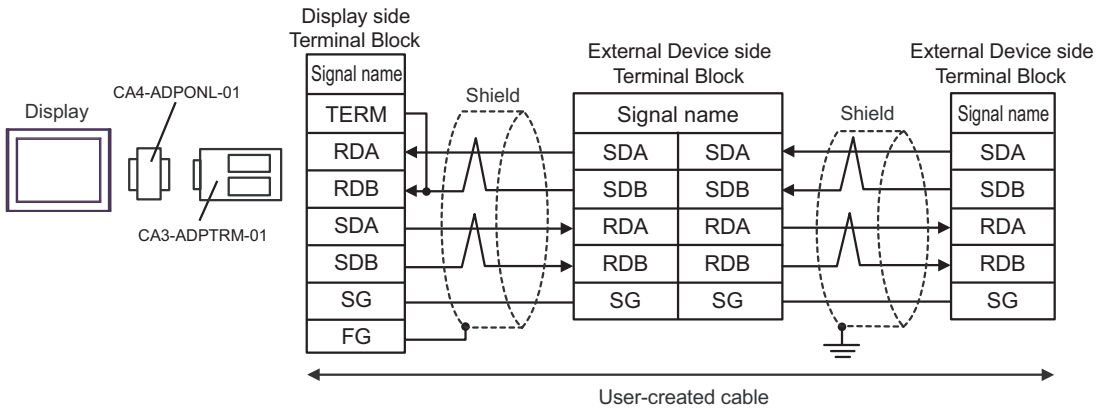 Display side
Terminal Block
External Device side
Terminal Block
External Device side
Terminal Block
Display
CA4-ADPONL-01
CA3-ADPTRM-01
Signal name
TERM
RDA
RDB
SDA
SDB
SG
FG
Shield
Signal name
SDA SDA
SDB SDB
RDA RDA
RDB RDB
SG SG
Shield
Signal name
SDA
SDB
RDA
RDB
SG
User-created cable